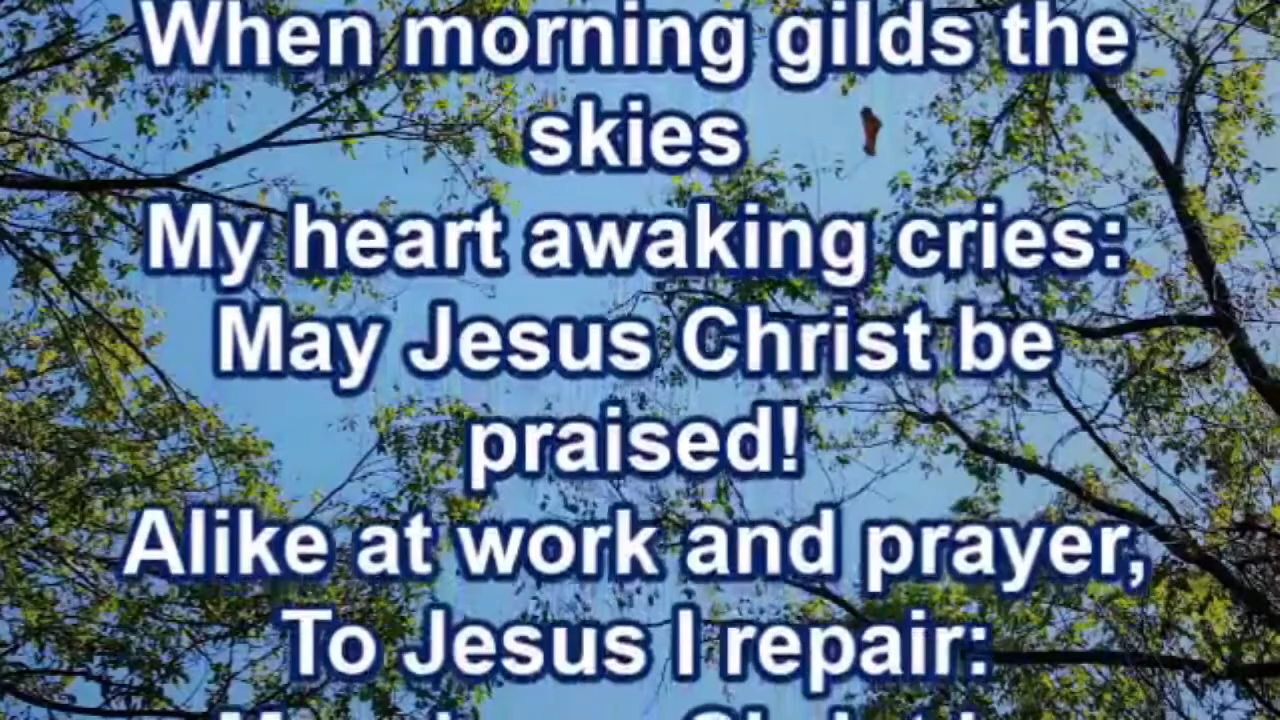 When morning gilds the
skies
My heart awaking cries:
May Jesus Christ be
praised!
Alike at work and prayer,
To Jesus I repair: